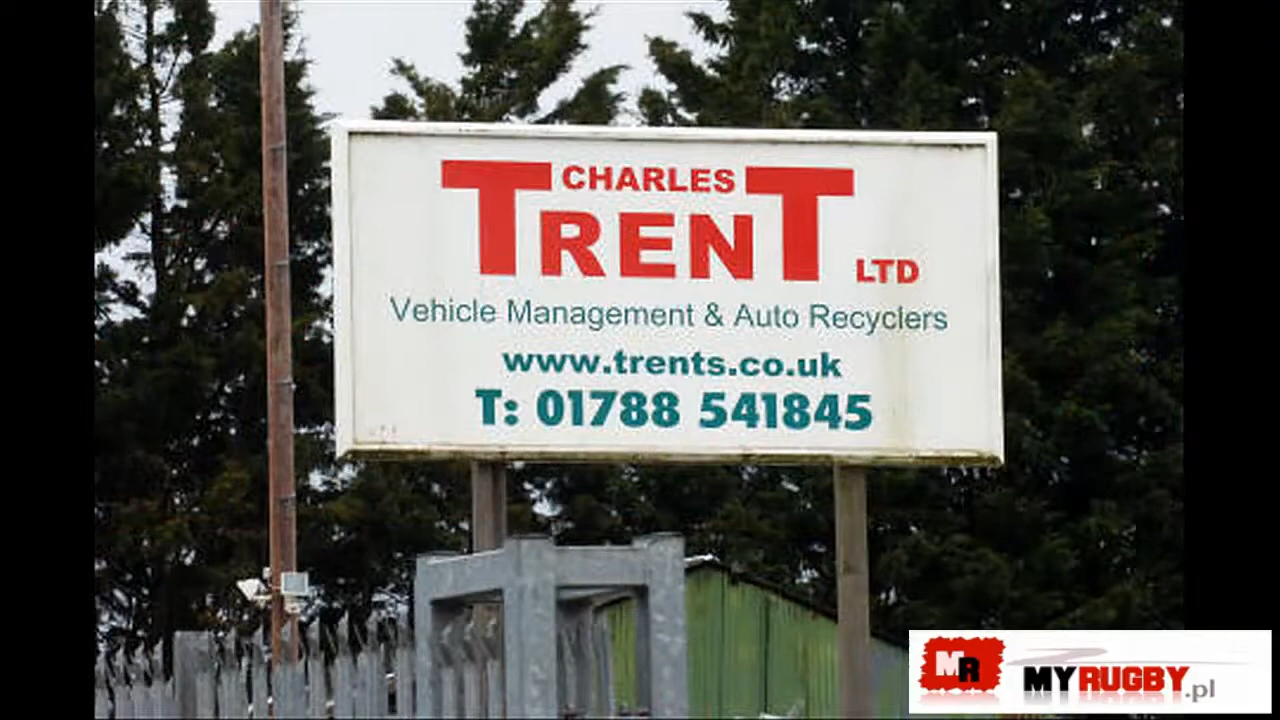 CHARLES
TRENT LTD
Vehicle Management & Auto Recyclers
www.trents.co.uk
T: 01788 541845
MR MYRUGBY.pl